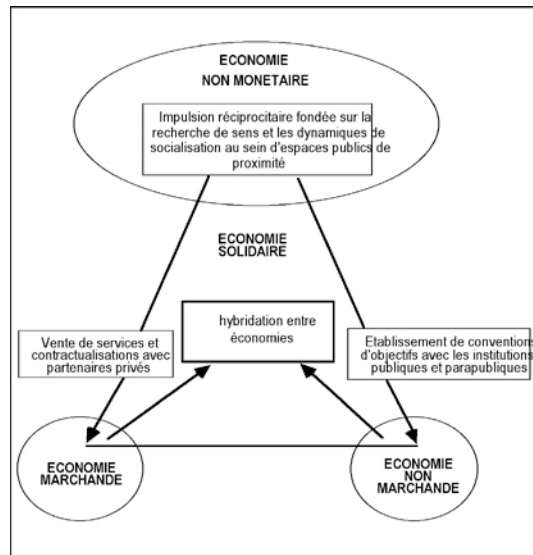 ECONOMIE
NON MONETAIRE
Impulsion réciprocitaire fondée sur la
recherche de sens et les dynamiques de
socialisation au sein d'espaces publics de
proximité
ECONOMIE
SOLIDAIRE
hybridation entre
économies
Vente de services et
contractualisations avec
partenaires privés
Etablissement de conventions
d'objectifs avec les institutions
publiques et parapubliques
ECONOMIE
MARCHANDE
ECONOMIE
NON
MARCHANDE